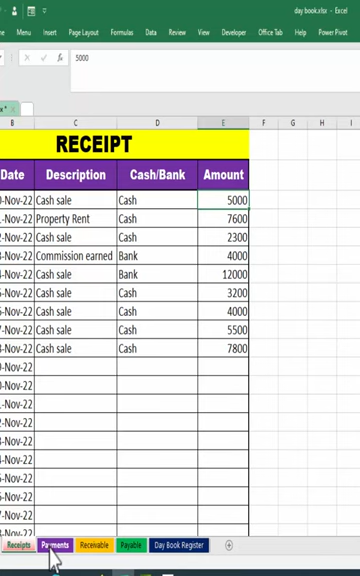 day book.xlsx - Excel
Home Insert Page Layout Formulas Data Review View Developer Office Tab Help Power Pivot
5000
B C D E F G H I
RECEIPT
Date Description Cash/Bank Amount
-Nov-22 Cash sale Cash 5000
-Nov-22 Property Rent Cash 7600
-Nov-22 Cash sale Cash 2300
-Nov-22 Commission earned Bank 4000
-Nov-22 Cash sale Bank 12000
-Nov-22 Cash sale Cash 3200
-Nov-22 Cash sale Cash 4000
-Nov-22 Cash sale Cash 5500
-Nov-22 Cash sale Cash 7800
-Nov-22
-Nov-22
-Nov-22
-Nov-22
-Nov-22
-Nov-22
-Nov-22
-Nov-22
-Nov-22
-Nov-22
Receipts Payments Receivable Payable Day Book Register